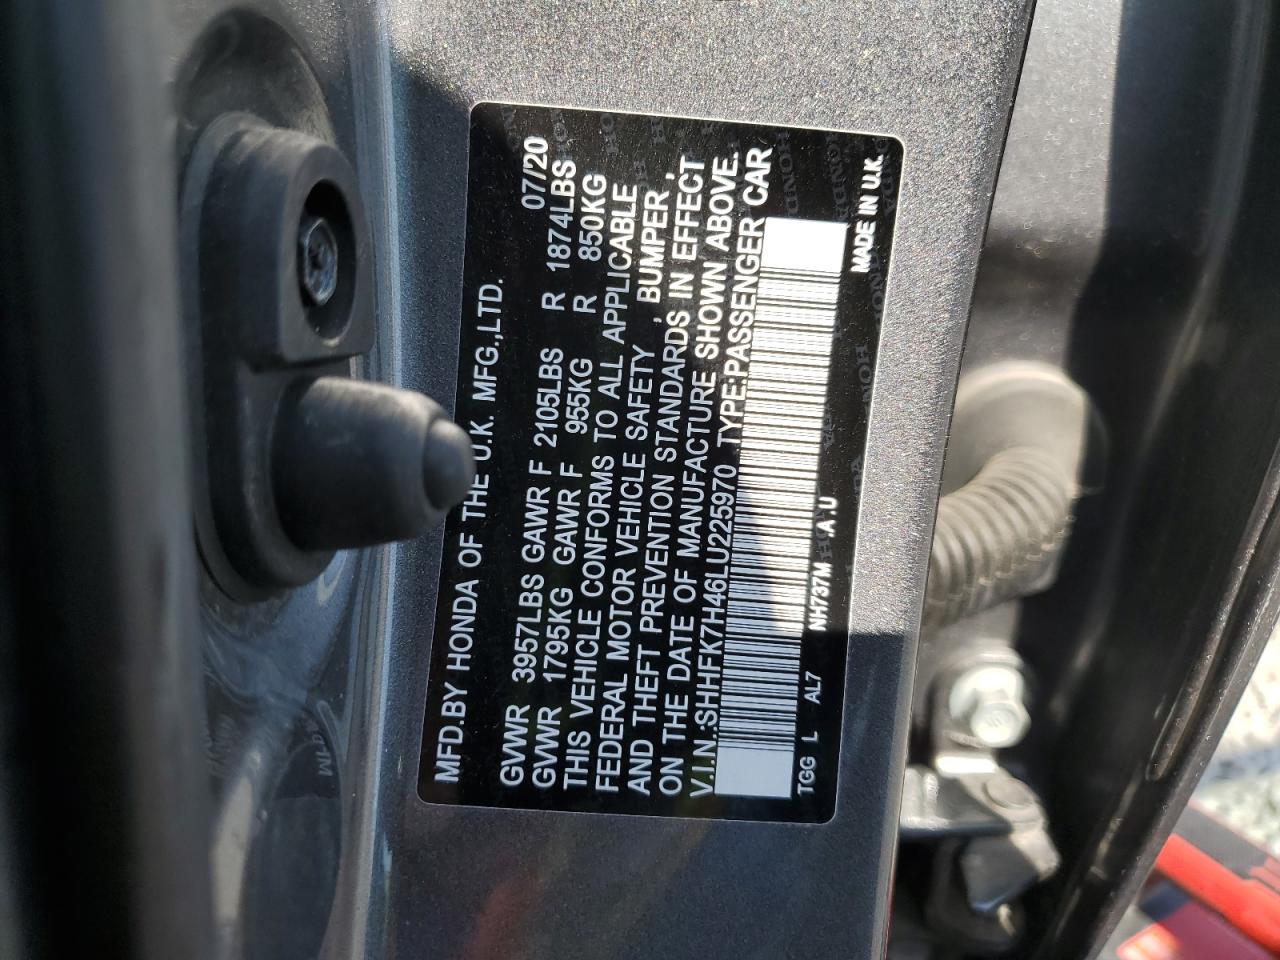 MFD.BY HONDA OF THE U.K. MFG.,LTD. 07/20
GVWR 3957LBS GAWR F 2105LBS R 1874LBS
GVWR 1795KG GAWR F 955KG R 850KG
THIS VEHICLE CONFORMS TO ALL APPLICABLE
FEDERAL MOTOR VEHICLE SAFETY , BUMPER ,
AND THEFT PREVENTION STANDARDS IN EFFECT
ON THE DATE OF MANUFACTURE SHOWN ABOVE.
V.I.N.:SHHFK7H46LU225970 TYPE:PASSENGER CAR
TGG L AL7 NH737M A U MADE IN U.K.